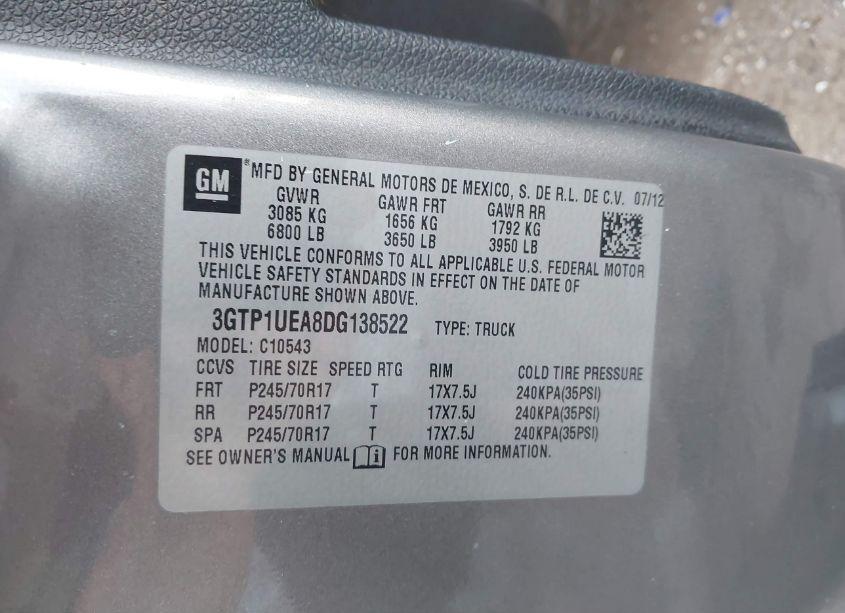 GM MFD BY GENERAL MOTORS DE MEXICO, S. DE R.L. DE C.V. 07/12
GVWR GAWR FRT GAWR RR
3085 KG 1656 KG 1792 KG
6800 LB 3650 LB 3950 LB
THIS VEHICLE CONFORMS TO ALL APPLICABLE U.S. FEDERAL MOTOR
VEHICLE SAFETY STANDARDS IN EFFECT ON THE DATE OF
MANUFACTURE SHOWN ABOVE.
3GTP1UEA8DG138522 TYPE: TRUCK
MODEL: C10543
CCVS TIRE SIZE SPEED RTG RIM COLD TIRE PRESSURE
FRT P245/70R17 T 17X7.5J 240KPA(35PSI)
RR P245/70R17 T 17X7.5J 240KPA(35PSI)
SPA P245/70R17 T 17X7.5J 240KPA(35PSI)
SEE OWNER'S MANUAL FOR MORE INFORMATION.